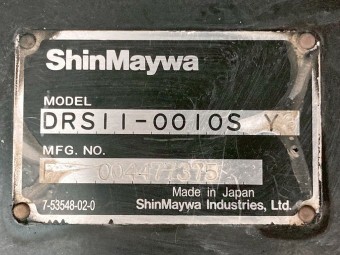 ShinMaywa
MODEL
DRS11-0010S Y
MFG. NO.
Made in Japan
7-53548-02-0 ShinMaywa Industries, Ltd.